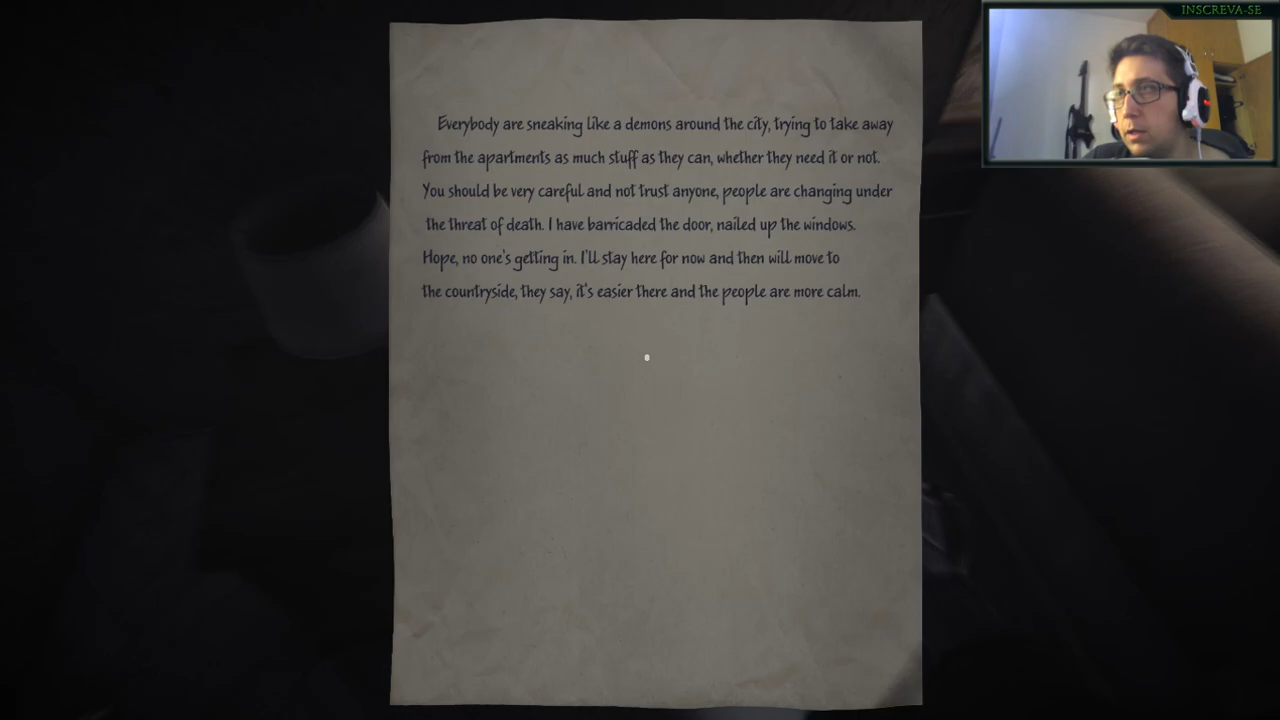 INSCREVA-SE
Everybody are sneaking like a demons around the city, trying to take away
from the apartments as much stuff as they can, whether they need it or not.
You should be very careful and not trust anyone, people are changing under
the threat of death. I have barricaded the door, nailed up the windows.
Hope, no one's getting in. I'll stay here for now and then will move to
the countryside, they say, it's easier there and the people are more calm.